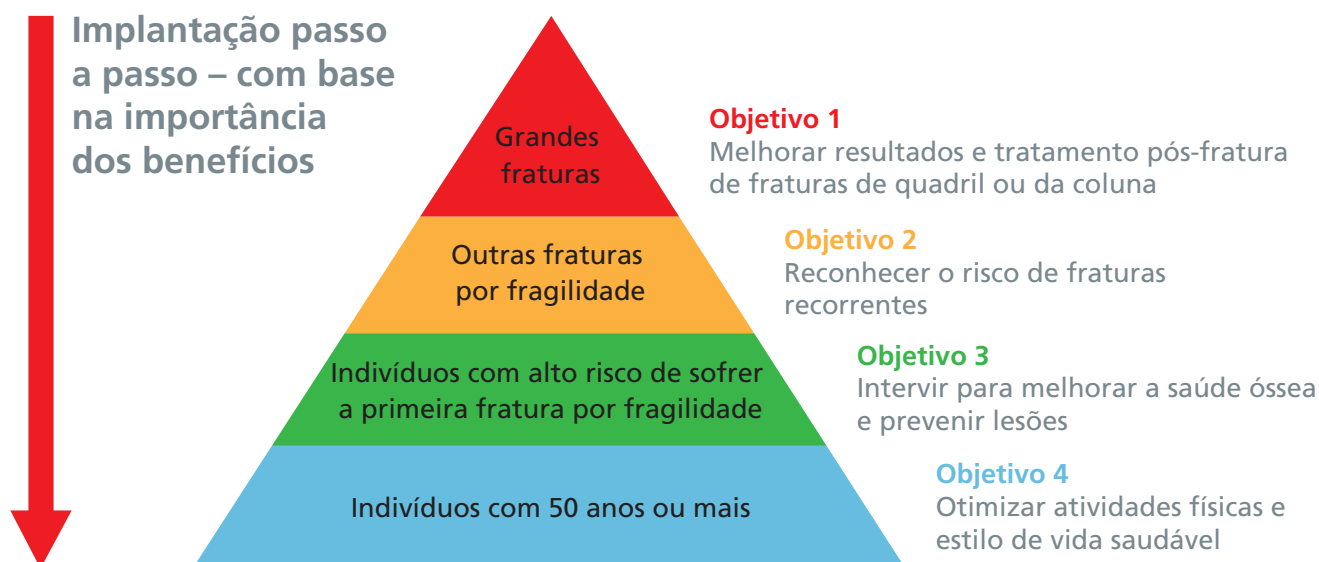 Implantação passo
a passo – com base
na importância
dos benefícios
Grandes
fraturas
Objetivo 1
Melhorar resultados e tratamento pós-fratura
de fraturas de quadril ou da coluna
Outras fraturas
por fragilidade
Objetivo 2
Reconhecer o risco de fraturas
recorrentes
Indivíduos com alto risco de sofrer
a primeira fratura por fragilidade
Objetivo 3
Intervir para melhorar a saúde óssea
e prevenir lesões
Indivíduos com 50 anos ou mais
Objetivo 4
Otimizar atividades físicas e
estilo de vida saudável